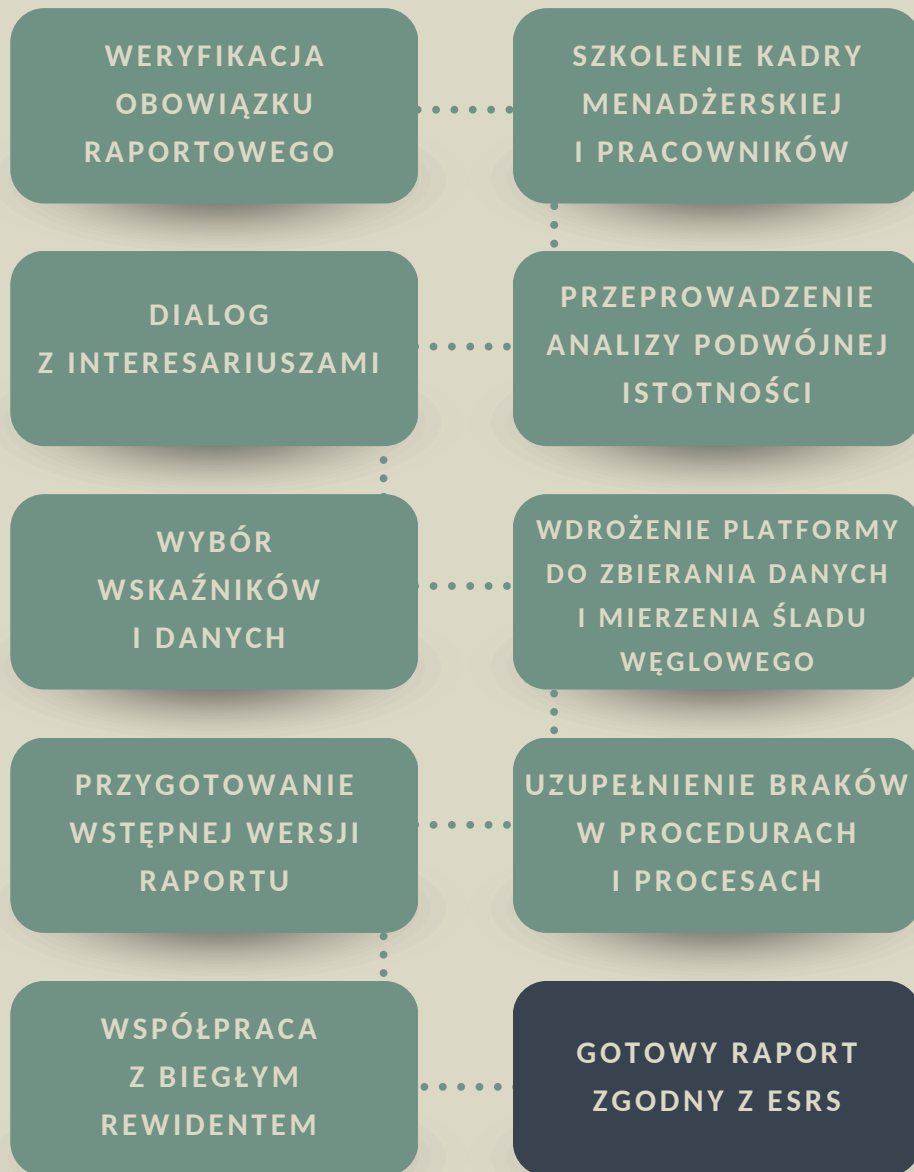 WERYFIKACJA
OBOWIĄZKU
RAPORTOWEGO
SZKOLENIE KADRY
MENADŻERSKIEJ
I PRACOWNIKÓW
PRZEPROWADZENIE
ANALIZY PODWÓJNEJ
ISTOTNOŚCI
DIALOG
Z INTERESARIUSZAMI
WYBÓR
WSKAŹNIKÓW
I DANYCH
WDROŻENIE PLATFORMY
DO ZBIERANIA DANYCH
I MIERZENIA ŚLADU
WĘGLOWEGO
UZUPEŁNIENIE BRAKÓW
W PROCEDURACH
I PROCESACH
PRZYGOTOWANIE
WSTĘPNEJ WERSJI
RAPORTU
WSPÓŁPRACA
Z BIEGŁYM
REWIDENTEM
GOTOWY RAPORT
ZGODNY Z ESRS